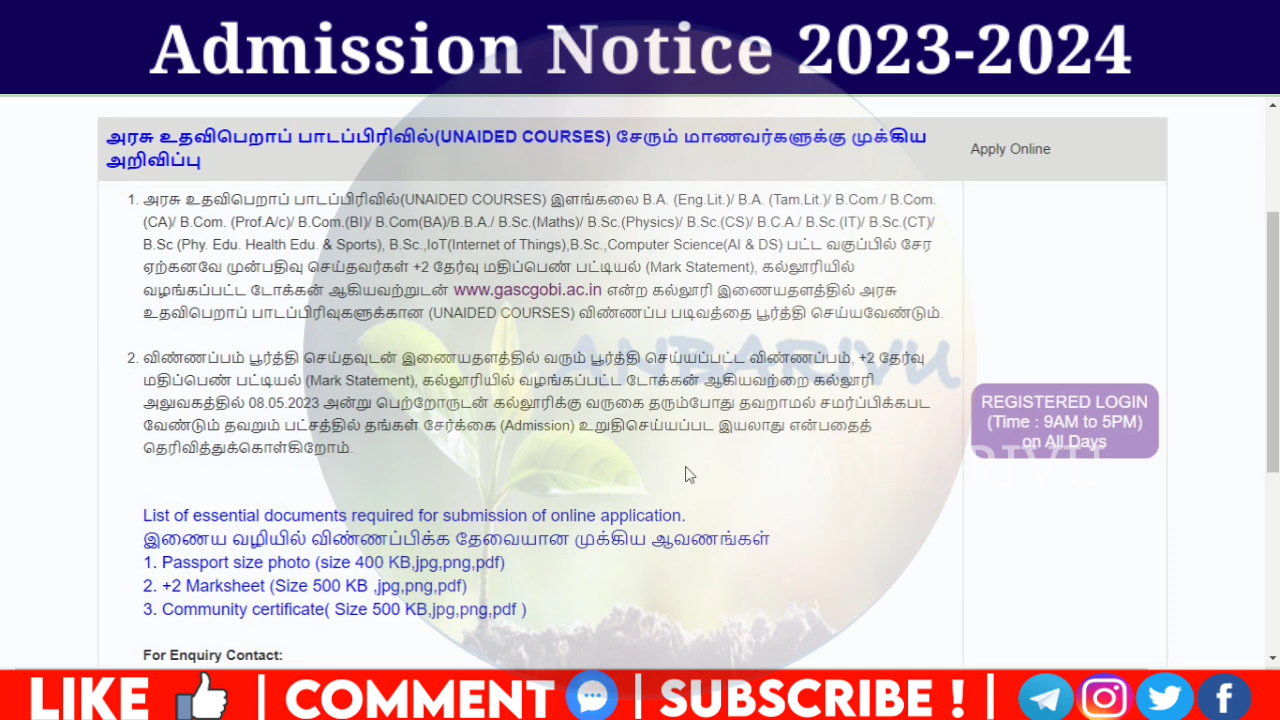 Admission Notice 2023-2024
அரசு உதவிபெறாப் பாடப்பிரிவில்(UNAIDED COURSES) சேரும் மாணவர்களுக்கு முக்கிய
அறிவிப்பு
Apply Online
1. அரசு உதவிபெறாப் பாடப்பிரிவில்(UNAIDED COURSES) இளங்கலை B.A. (Eng.Lit.)/ B.A. (Tam.Lit.)/ B.Com./ B.Com.
(CA)/ B.Com. (Prof.A/c)/ B.Com.(BI)/ B.Com(BA)/B.B.A./ B.Sc.(Maths)/ B.Sc.(Physics)/ B.Sc.(CS)/ B.C.A./ B.Sc.(IT)/ B.Sc.(CT)/
B.Sc (Phy. Edu. Health Edu. & Sports), B.Sc.,IoT(Internet of Things),B.Sc.,Computer Science(AI & DS) பட்ட வகுப்பில் சேர
ஏற்கனவே முன்பதிவு செய்தவர்கள் +2 தேர்வு மதிப்பெண் பட்டியல் (Mark Statement), கல்லூரியில்
வழங்கப்பட்ட டோக்கன் ஆகியவற்றுடன் www.gascgobi.ac.in என்ற கல்லூரி இணையதளத்தில் அரசு
உதவிபெறாப் பாடப்பிரிவுகளுக்கான (UNAIDED COURSES) விண்ணப்ப படிவத்தை பூர்த்தி செய்யவேண்டும்.
2. விண்ணப்பம் பூர்த்தி செய்தவுடன் இணையதளத்தில் வரும் பூர்த்தி செய்யப்பட்ட விண்ணப்பம், +2 தேர்வு
மதிப்பெண் பட்டியல் (Mark Statement), கல்லூரியில் வழங்கப்பட்ட டோக்கன் ஆகியவற்றை கல்லூரி
அலுவகத்தில் 08.05.2023 அன்று பெற்றோருடன் கல்லூரிக்கு வருகை தரும்போது தவறாமல் சமர்ப்பிக்கபட
வேண்டும் தவறும் பட்சத்தில் தங்கள் சேர்க்கை (Admission) உறுதிசெய்யப்பட இயலாது என்பதைத்
தெரிவித்துக்கொள்கிறோம்.
ANBARIVU
REGISTERED LOGIN
(Time : 9AM to 5PM)
on All Days
ANBARIVU
List of essential documents required for submission of online application.
இணைய வழியில் விண்ணப்பிக்க தேவையான முக்கிய ஆவணங்கள்
1. Passport size photo (size 400 KB,jpg,png,pdf)
2. +2 Marksheet (Size 500 KB ,jpg,png,pdf)
3. Community certificate( Size 500 KB,jpg,png,pdf )
For Enquiry Contact:
LIKE | COMMENT | SUBSCRIBE ! |